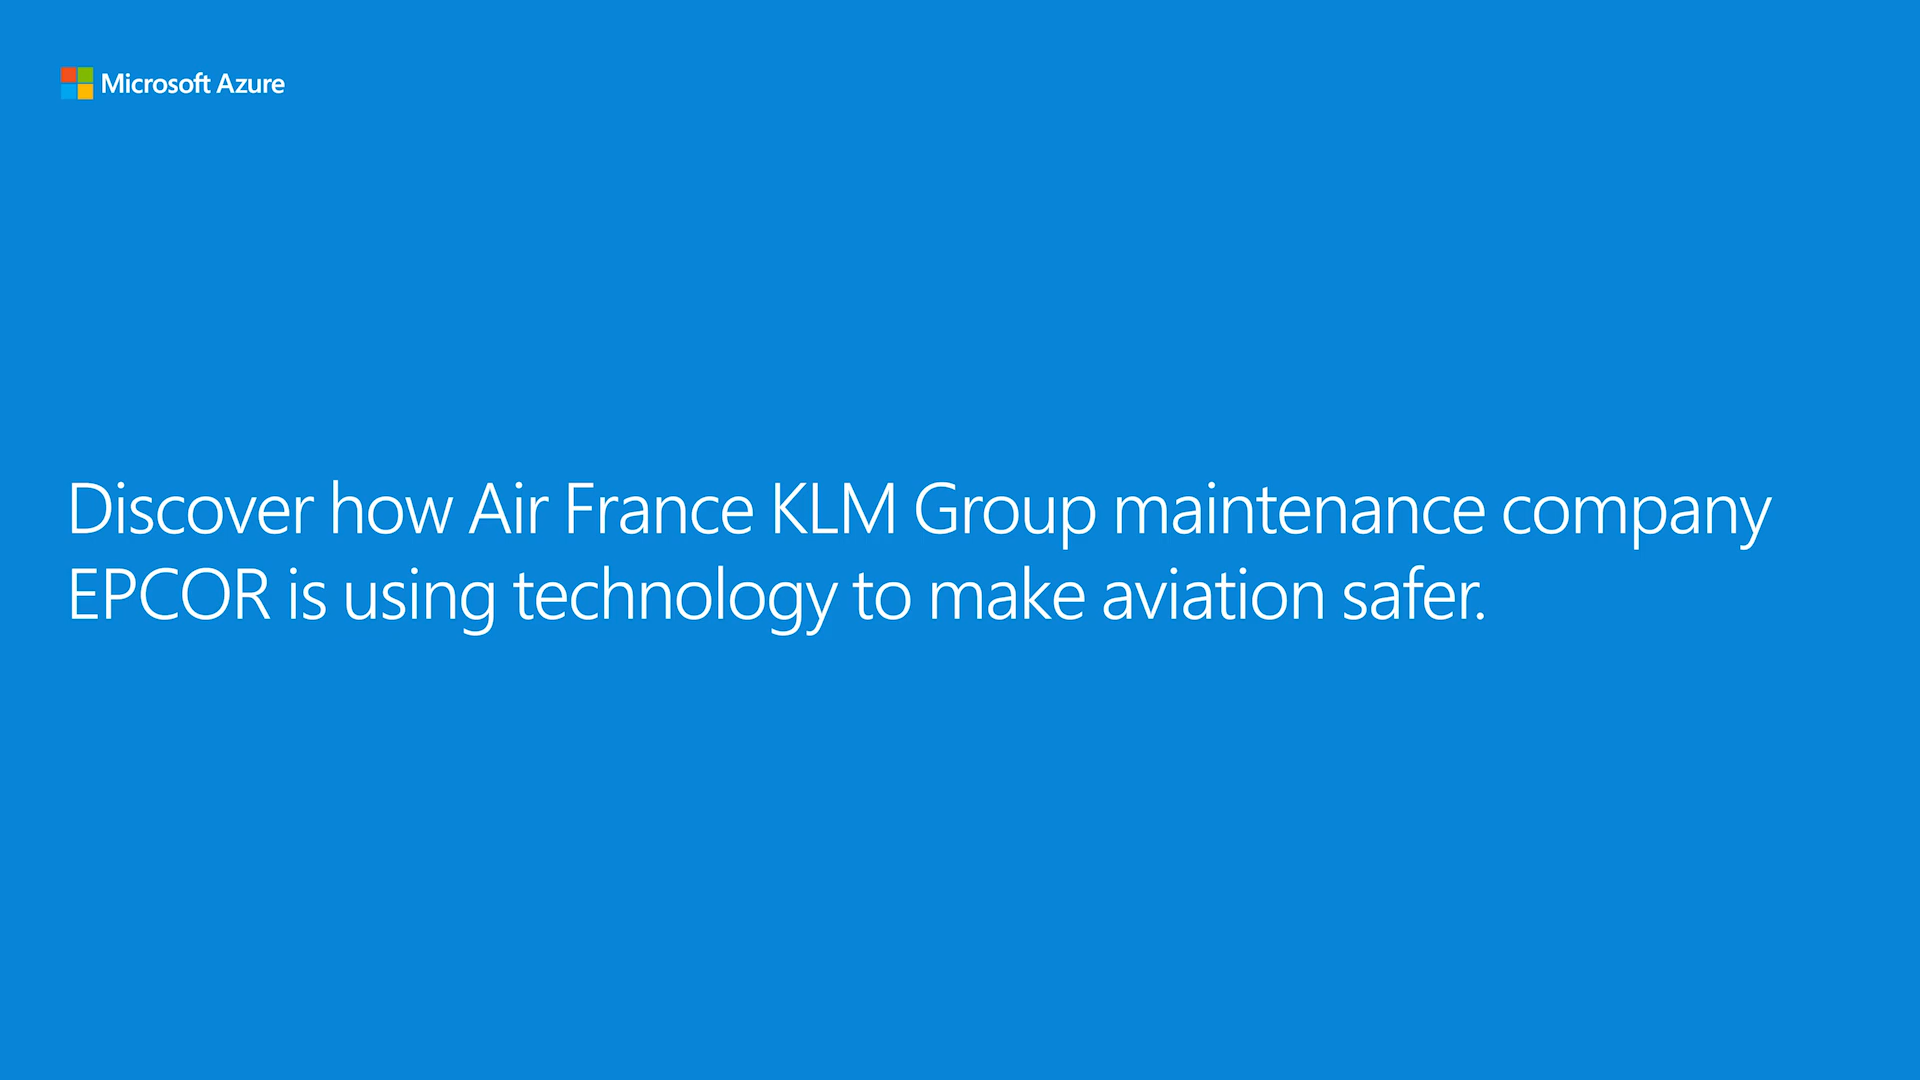 Microsoft Azure
Discover how Air France KLM Group maintenance company
EPCOR is using technology to make aviation safer.